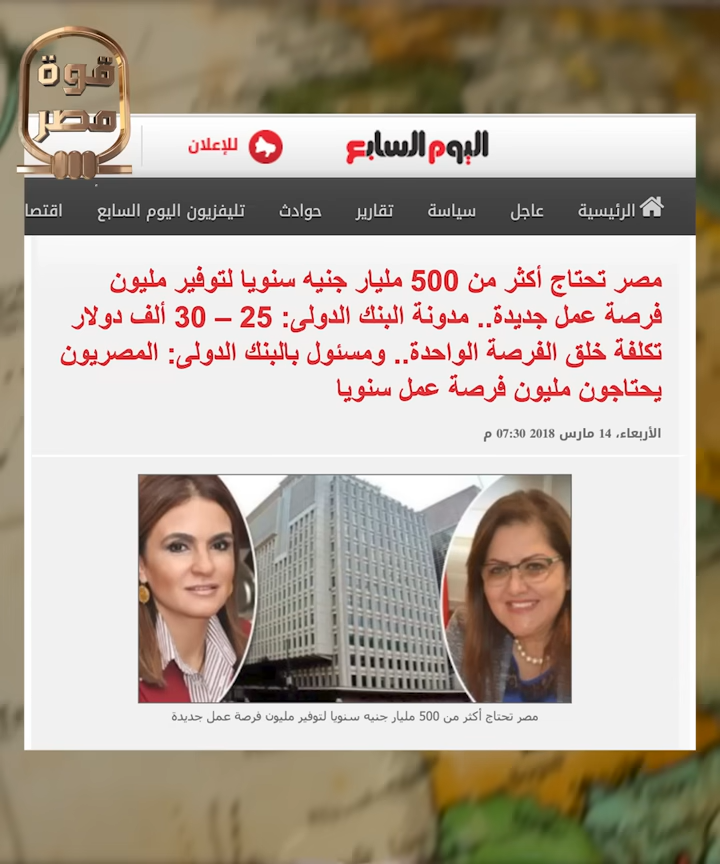 قوة
مصر
اليوم السابع
للإعلان
الرئيسية عاجل سياسة تقارير حوادث تليفزيون اليوم السابع اقتصا
مصر تحتاج أكثر من 500 مليار جنيه سنويا لتوفير مليون
فرصة عمل جديدة.. مدونة البنك الدولى: 25 – 30 ألف دولار
تكلفة خلق الفرصة الواحدة.. ومسئول بالبنك الدولى: المصريون
يحتاجون مليون فرصة عمل سنويا
الأربعاء، 14 مارس 2018 07:30 م
مصر تحتاج أكثر من 500 مليار جنيه سنويا لتوفير مليون فرصة عمل جديدة